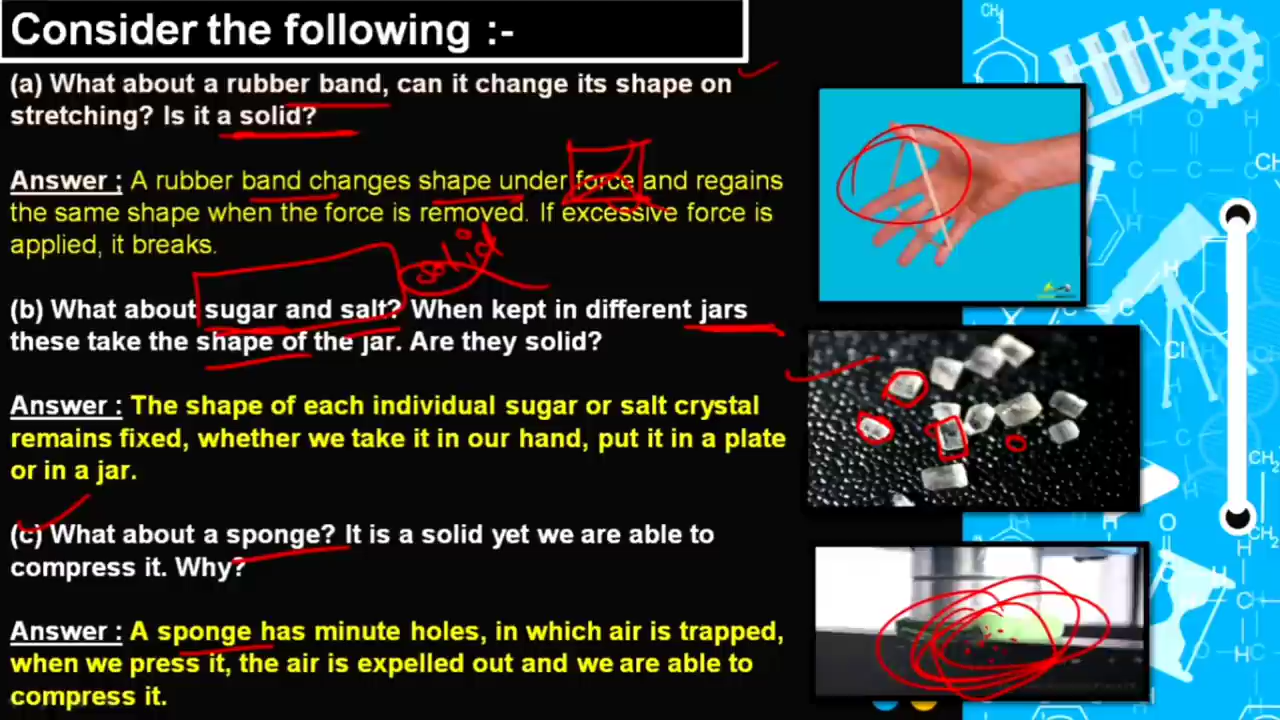 Consider the following :-
(a) What about a rubber band, can it change its shape on
stretching? Is it a solid?
Answer ; A rubber band changes shape under force and regains
the same shape when the force is removed. If excessive force is
applied, it breaks.
solid
(b) What about sugar and salt? When kept in different jars
these take the shape of the jar. Are they solid?
Answer : The shape of each individual sugar or salt crystal
remains fixed, whether we take it in our hand, put it in a plate
or in a jar.
(c) What about a sponge? It is a solid yet we are able to
compress it. Why?
Answer : A sponge has minute holes, in which air is trapped,
when we press it, the air is expelled out and we are able to
compress it.
CH3
H
O
H
C
C
C
H
C
Cl
C
CH2
H
O
C
H
H
CH2
H
C
H